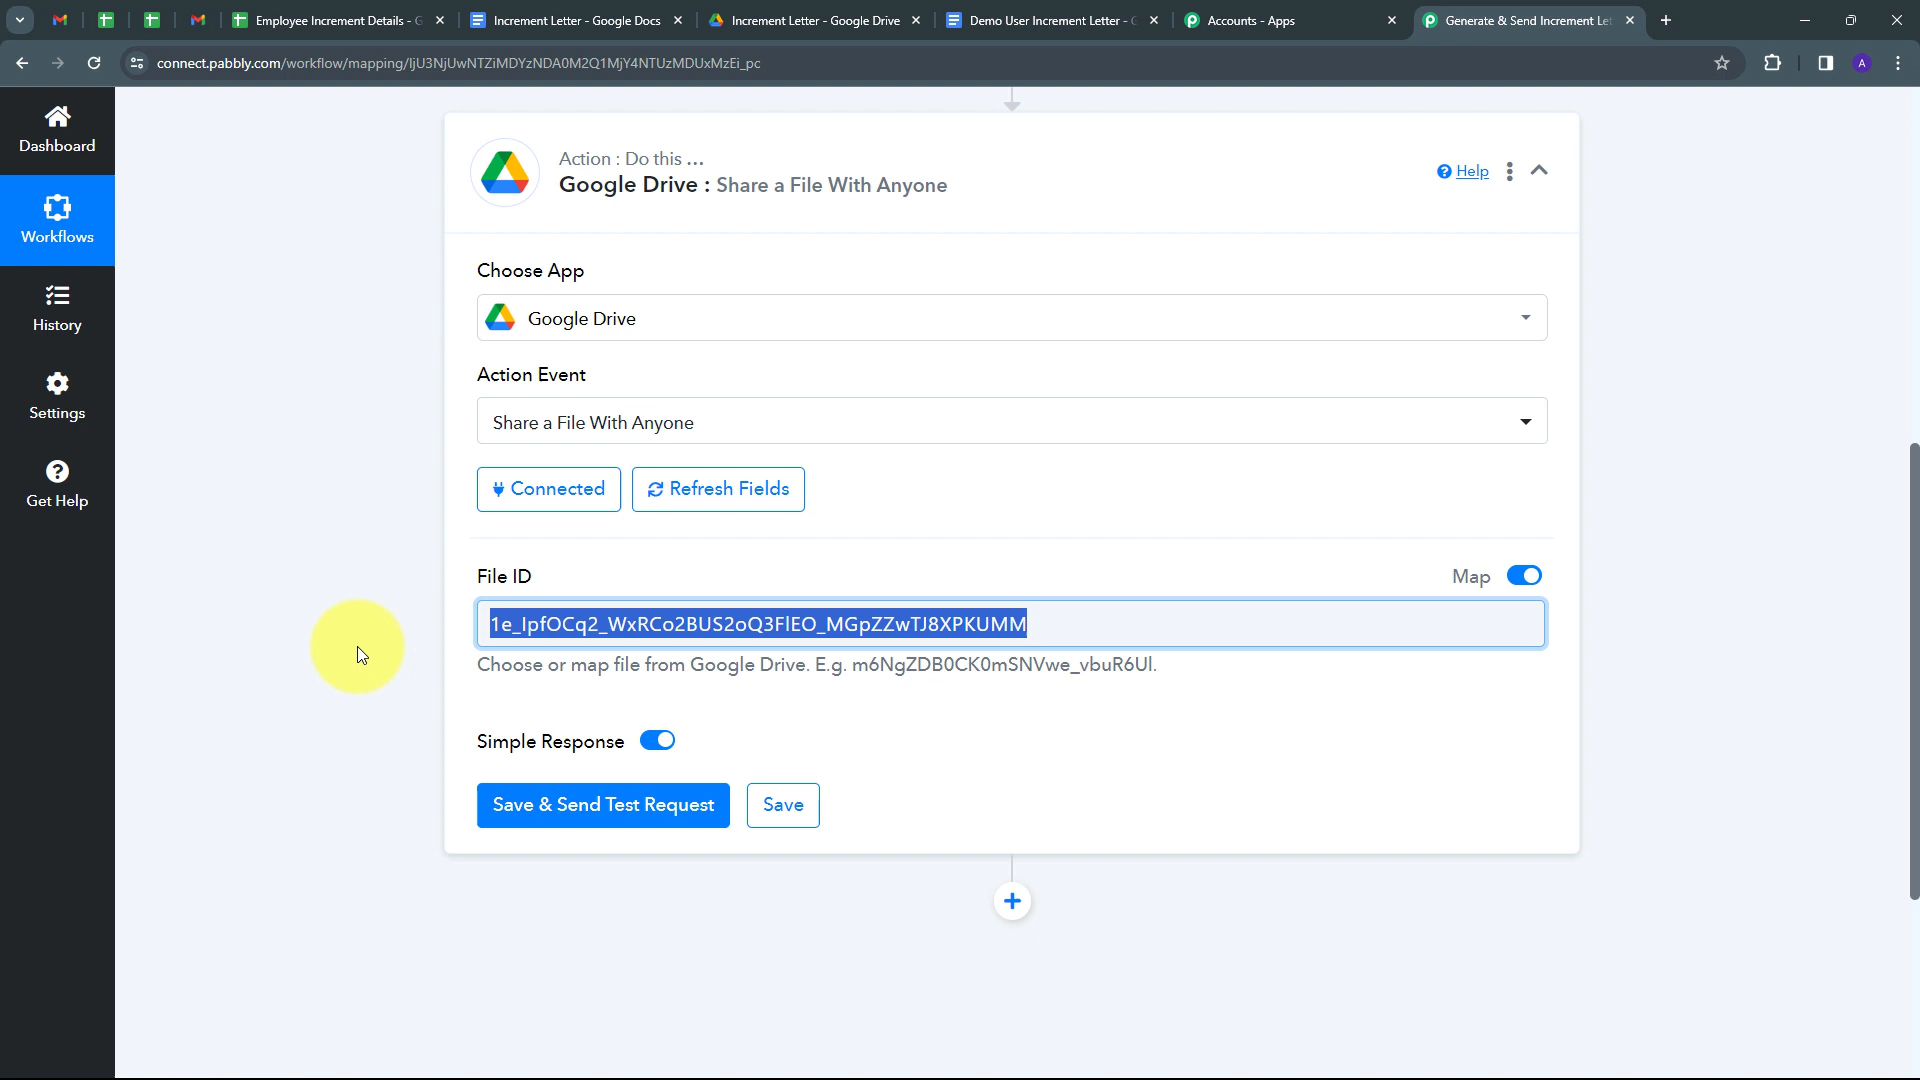 Employee Increment Details - G
Increment Letter - Google Docs
Increment Letter - Google Drive
Demo User Increment Letter - G
Accounts - Apps
Generate & Send Increment Let
connect.pabbly.com/workflow/mapping/IjU3NjUwNTZiMDYzNDA0M2Q1MjY4NTUzMDUxMzEi_pc
A
Dashboard
Workflows
History
Settings
Get Help
Action : Do this ...
Google Drive : Share a File With Anyone
Help
Choose App
Google Drive
Action Event
Share a File With Anyone
Connected
Refresh Fields
File ID
Map
1e_IpfOCq2_WxRCo2BUS2oQ3FlEO_MGpZZwTJ8XPKUMM
Choose or map file from Google Drive. E.g. m6NgZDB0CK0mSNVwe_vbuR6Ul.
Simple Response
Save & Send Test Request
Save